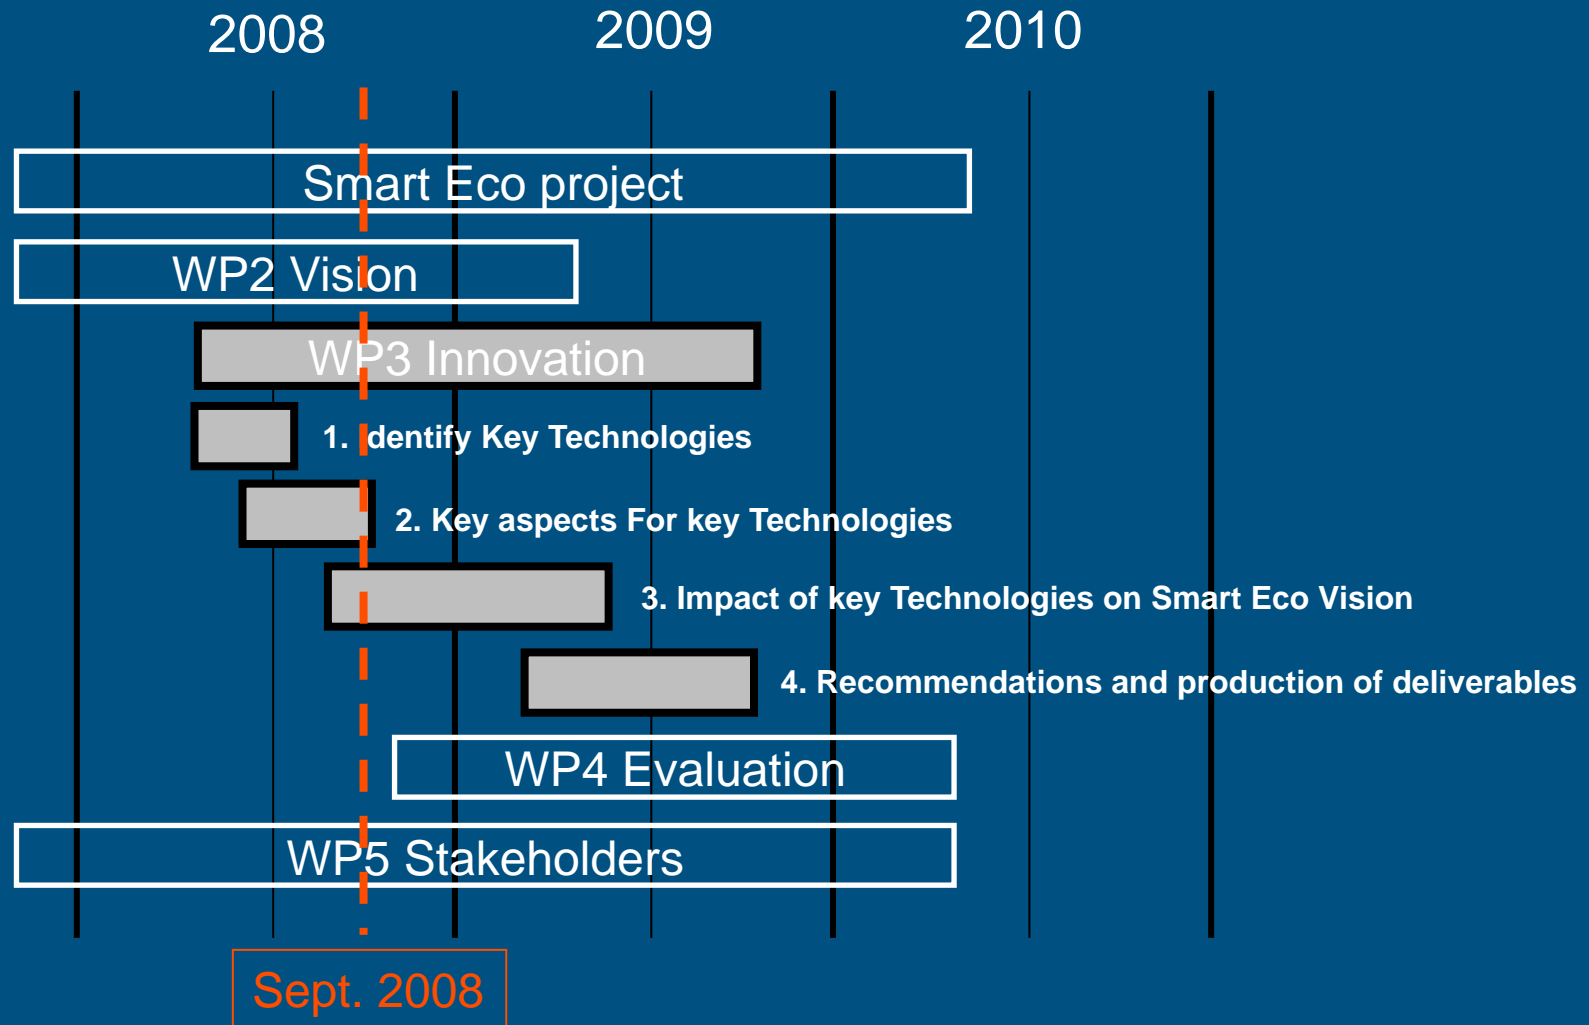 2008
2009
2010
Smart Eco project
WP2 Vision
WP3 Innovation
1. Identify Key Technologies
2. Key aspects For key Technologies
3. Impact of key Technologies on Smart Eco Vision
4. Recommendations and production of deliverables
WP4 Evaluation
WP5 Stakeholders
Sept. 2008